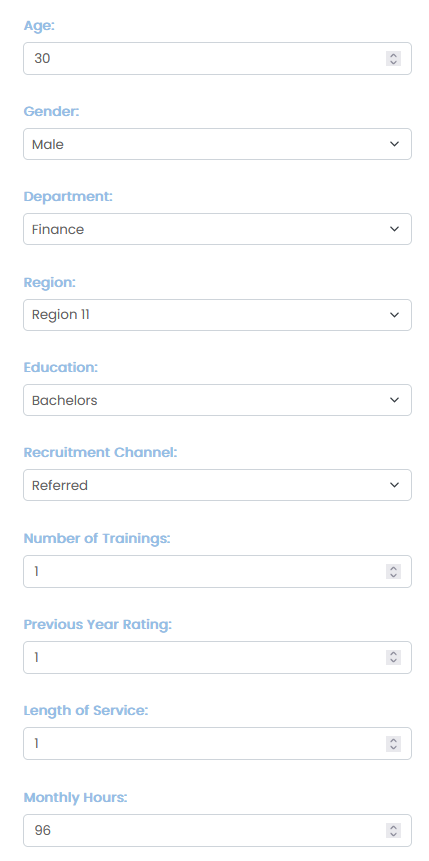 Age:
30
Gender:
Male
Department:
Finance
Region:
Region 11
Education:
Bachelors
Recruitment Channel:
Referred
Number of Trainings:
1
Previous Year Rating:
1
Length of Service:
1
Monthly Hours:
96